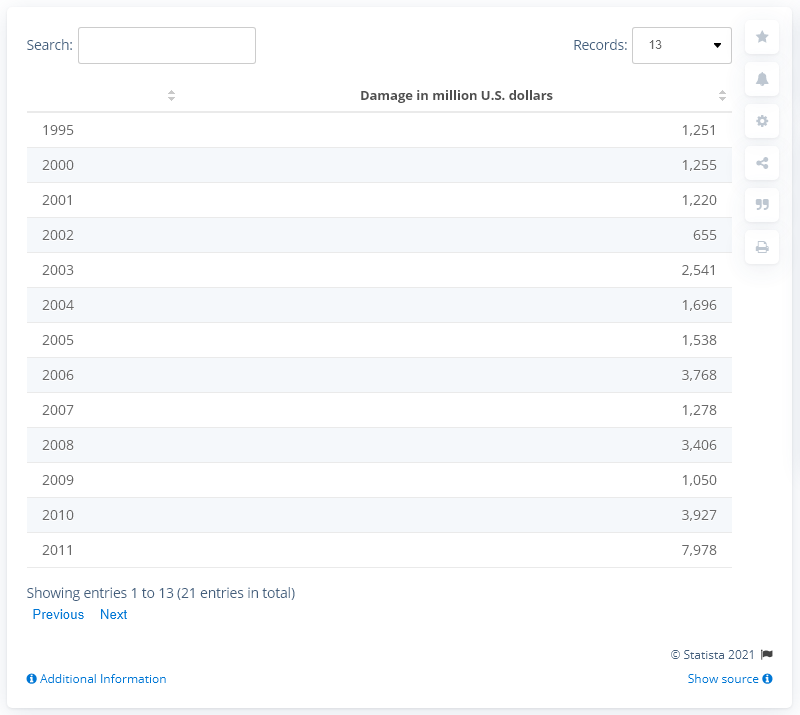 Search:
Records: 13
Damage in million U.S. dollars
1995 1,251
2000 1,255
2001 1,220
2002 655
2003 2,541
2004 1,696
2005 1,538
2006 3,768
2007 1,278
2008 3,406
2009 1,050
2010 3,927
2011 7,978
Showing entries 1 to 13 (21 entries in total)
Previous Next
© Statista 2021
Additional Information
Show source